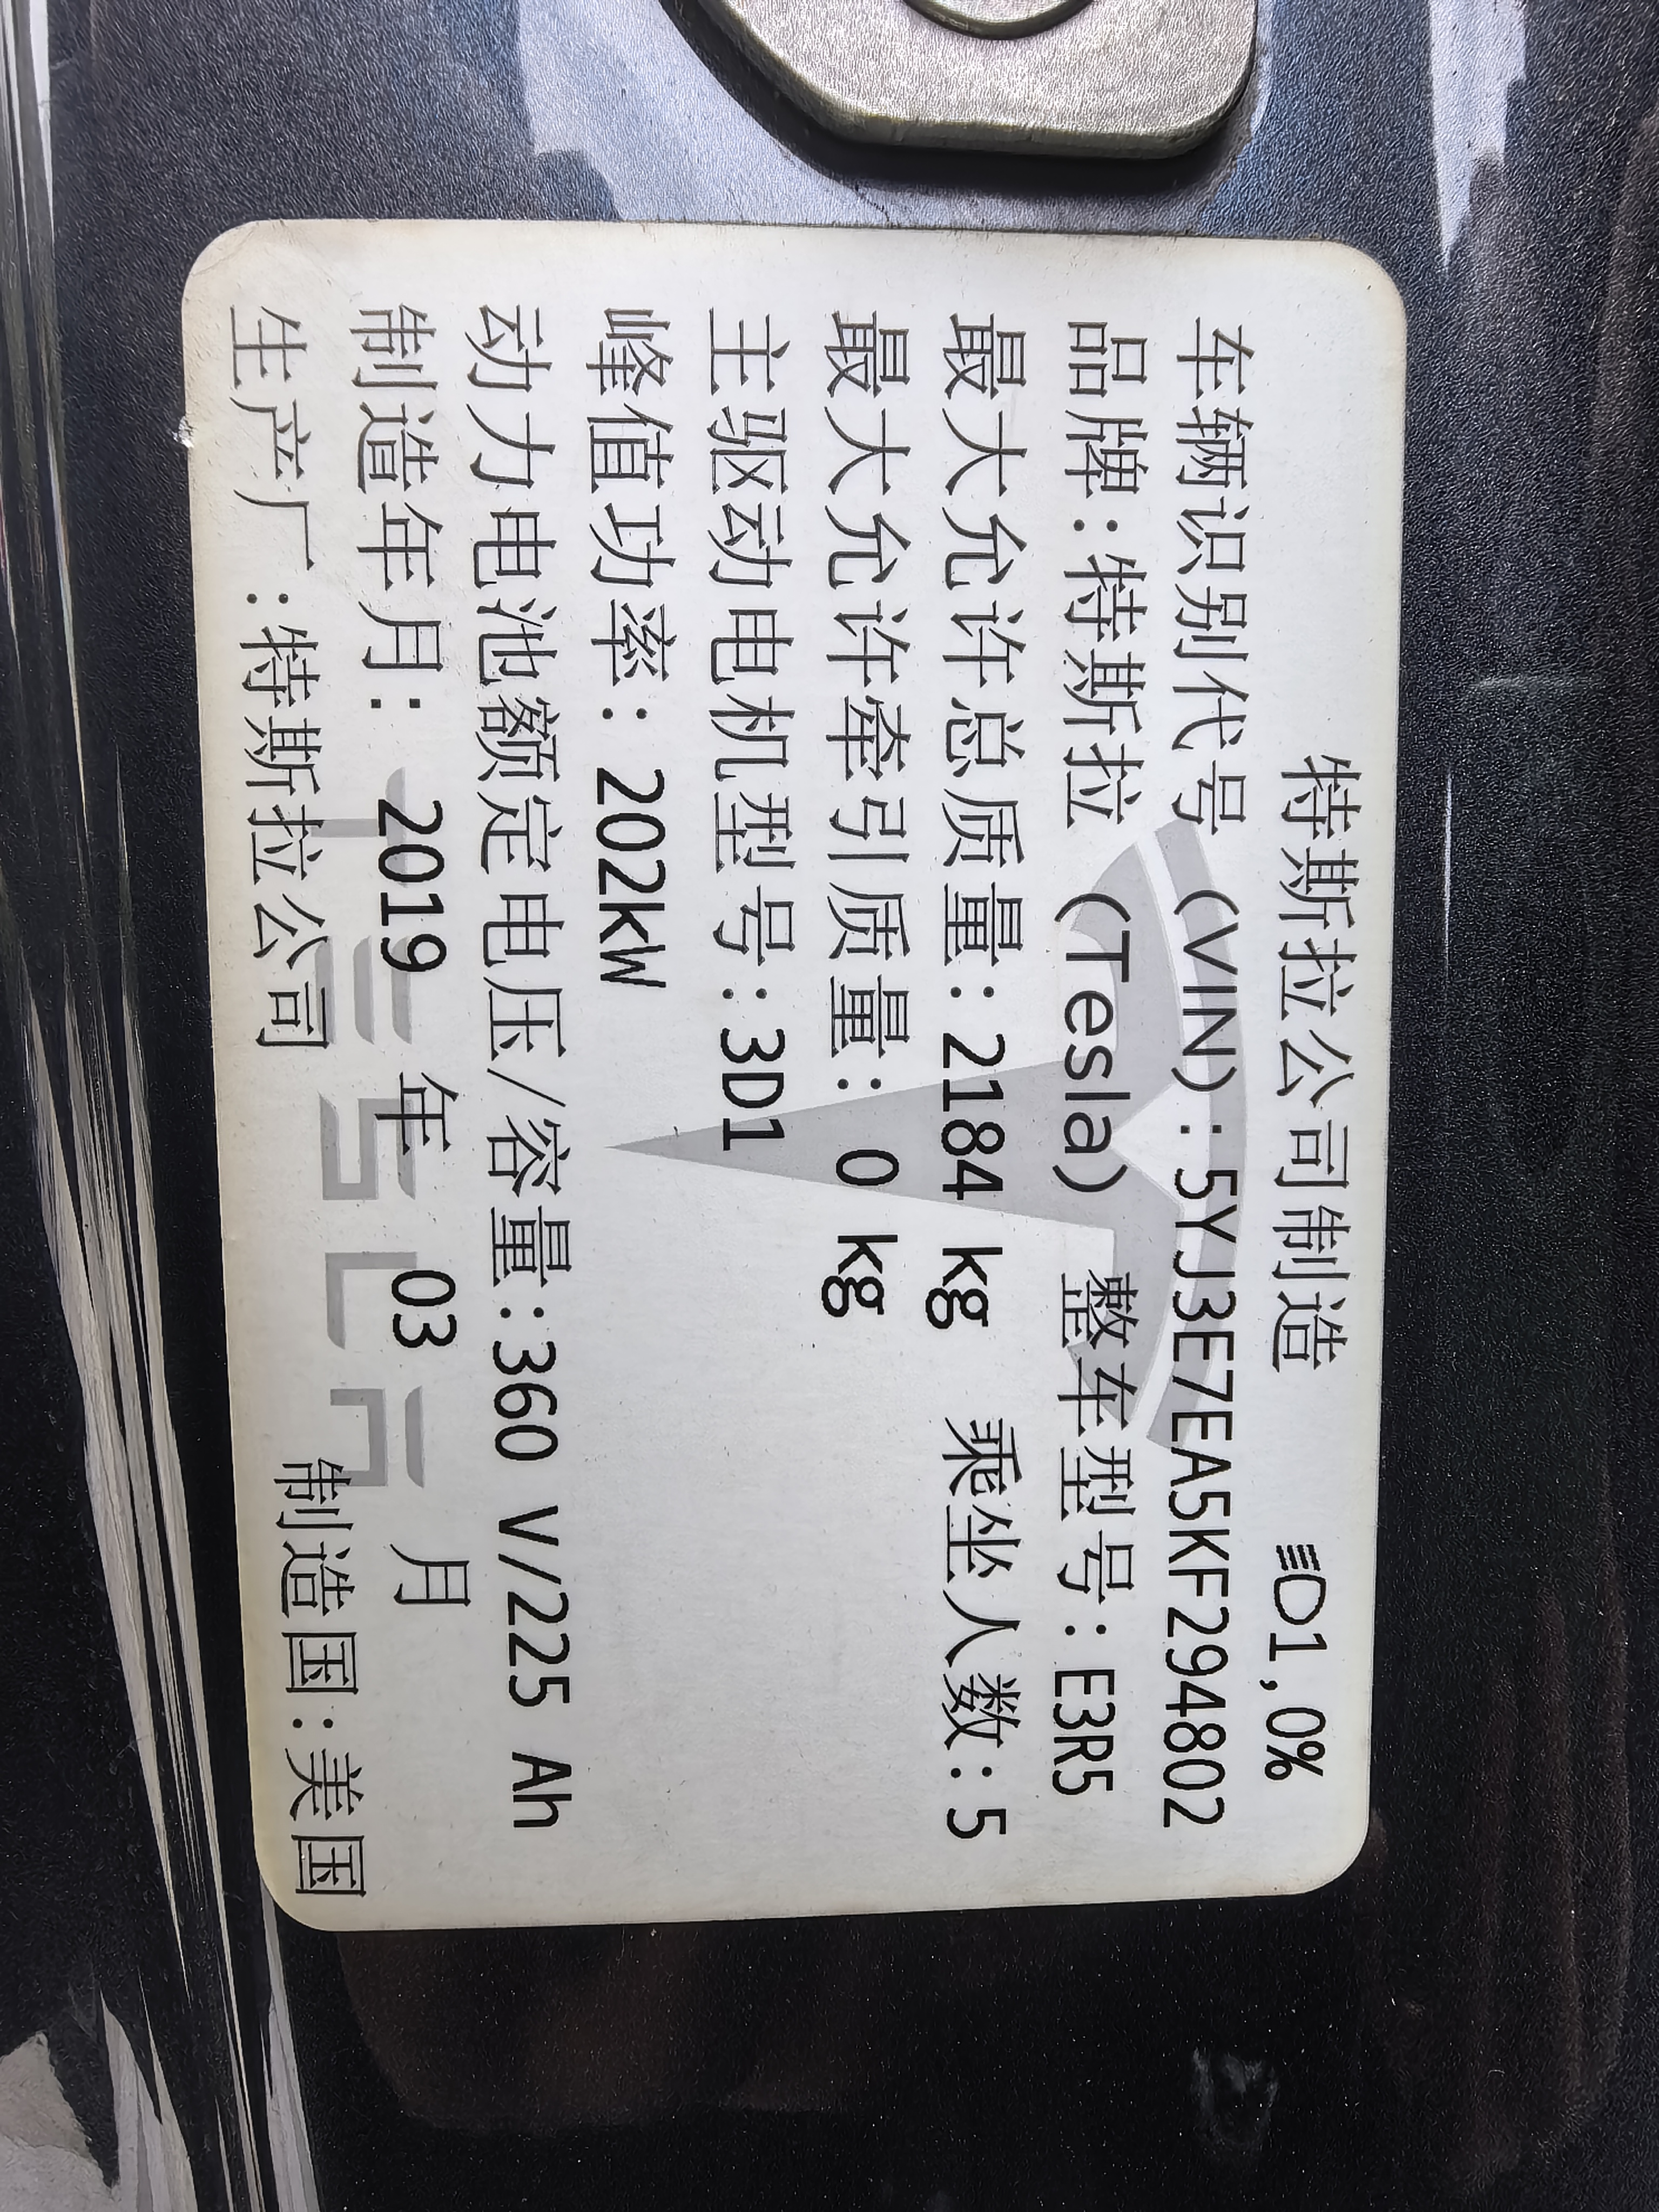 特斯拉公司制造 1,0%
车辆识别代号 (VIN):5YJ3E7EA5KF294802
品牌:特斯拉 (Tesla) 整车型号:E3R5
最大允许总质量:2184 kg 乘坐人数:5
最大允许牵引质量: 0 kg
主驱动电机型号:3D1
峰值功率: 202kW
动力电池额定电压/容量:360 V/225 Ah
制造年月: 2019 年 03 月
生产厂 :特斯拉公司 制造国:美国
TESLA